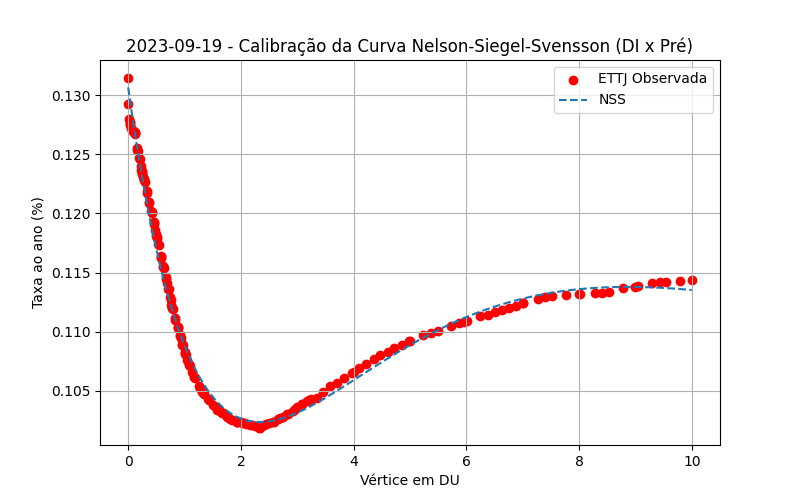 2023-09-19 - Calibração da Curva Nelson-Siegel-Svensson (DI x Pré)
ETTJ Observada
NSS
0.130
0.125
0.120
0.115
0.110
0.105
Taxa ao ano (%)
0 2 4 6 8 10
Vértice em DU